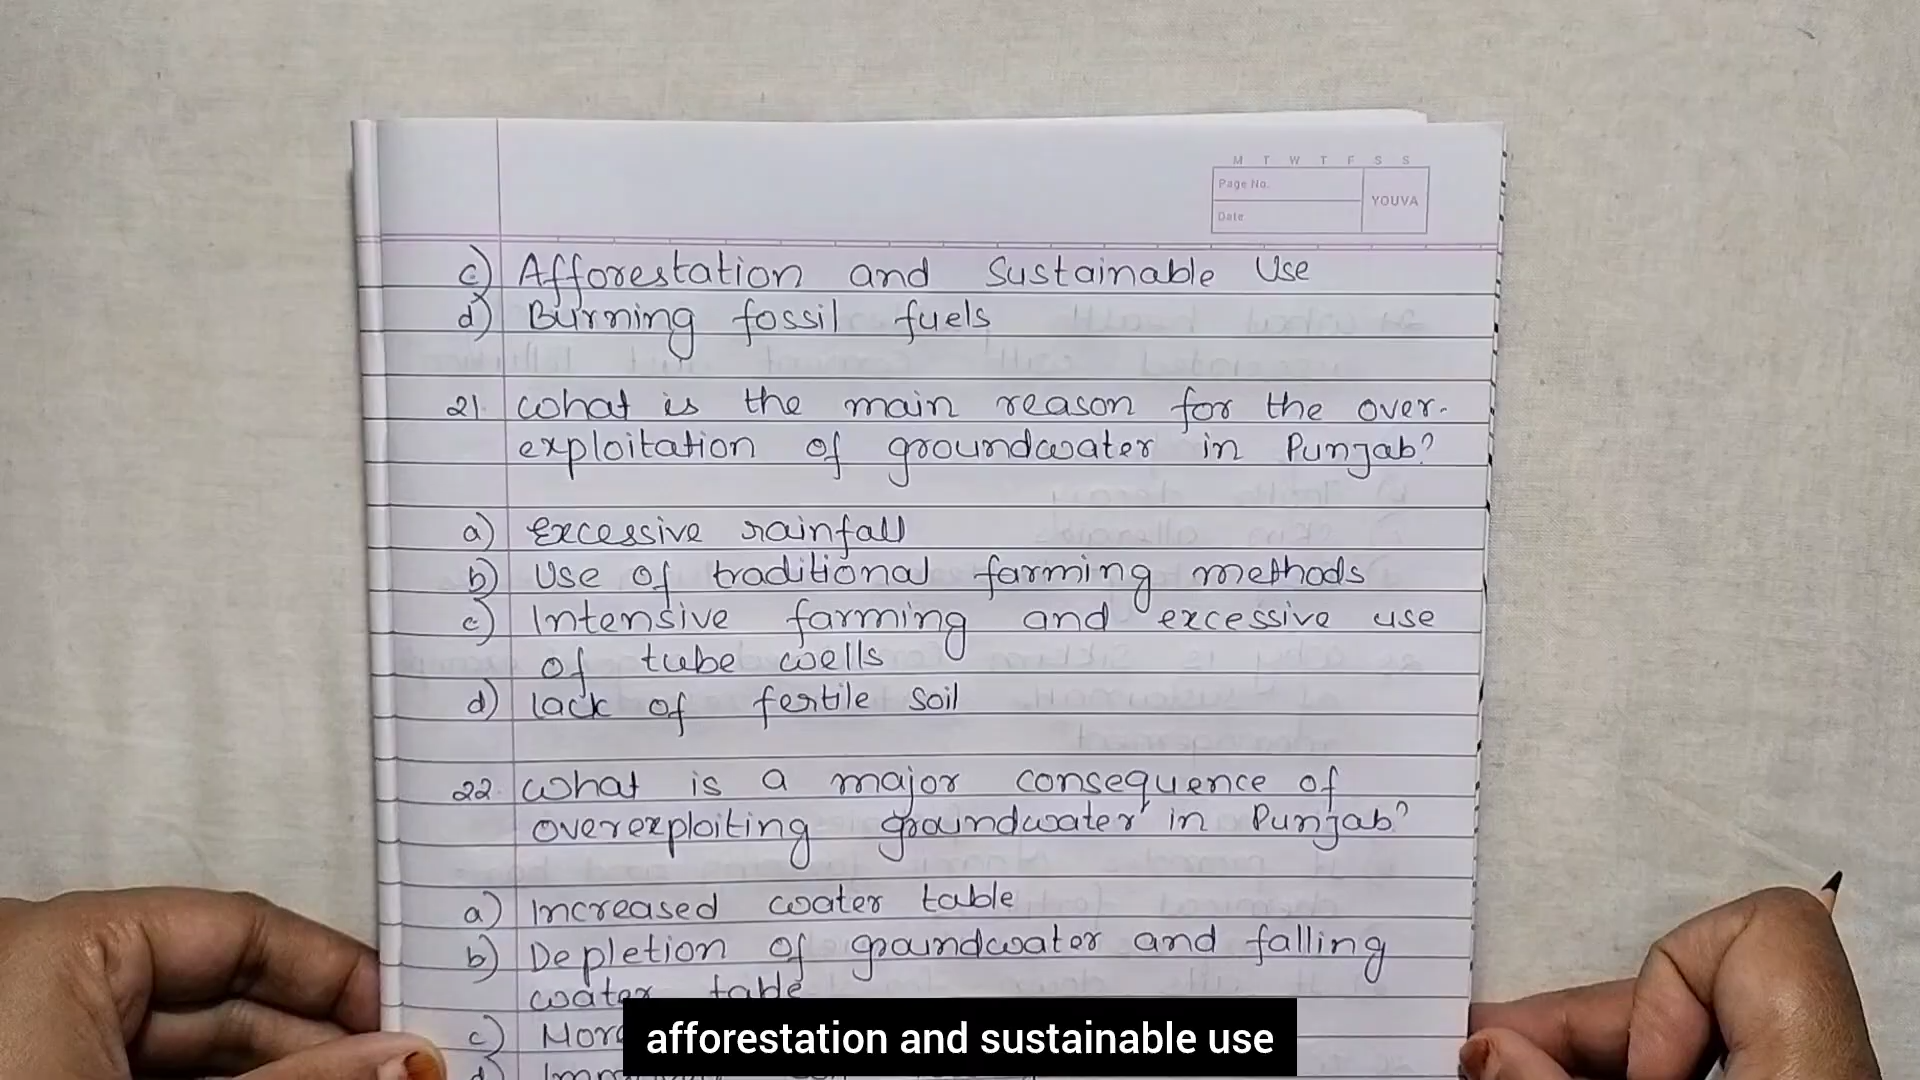 M T W T F S S
Page No.
YOUVA
Date
c) Afforestation and Sustainable Use
d) Burning fossil fuels
21. What is the main reason for the over-
exploitation of groundwater in Punjab?
a) Excessive rainfall
b) Use of traditional farming methods
c) Intensive farming and excessive use
of tube wells
d) lack of fertile soil
22. What is a major consequence of
overexploiting groundwater in Punjab?
a) Increased water table
b) Depletion of groundwater and falling
water table
c)
d)
afforestation and sustainable use